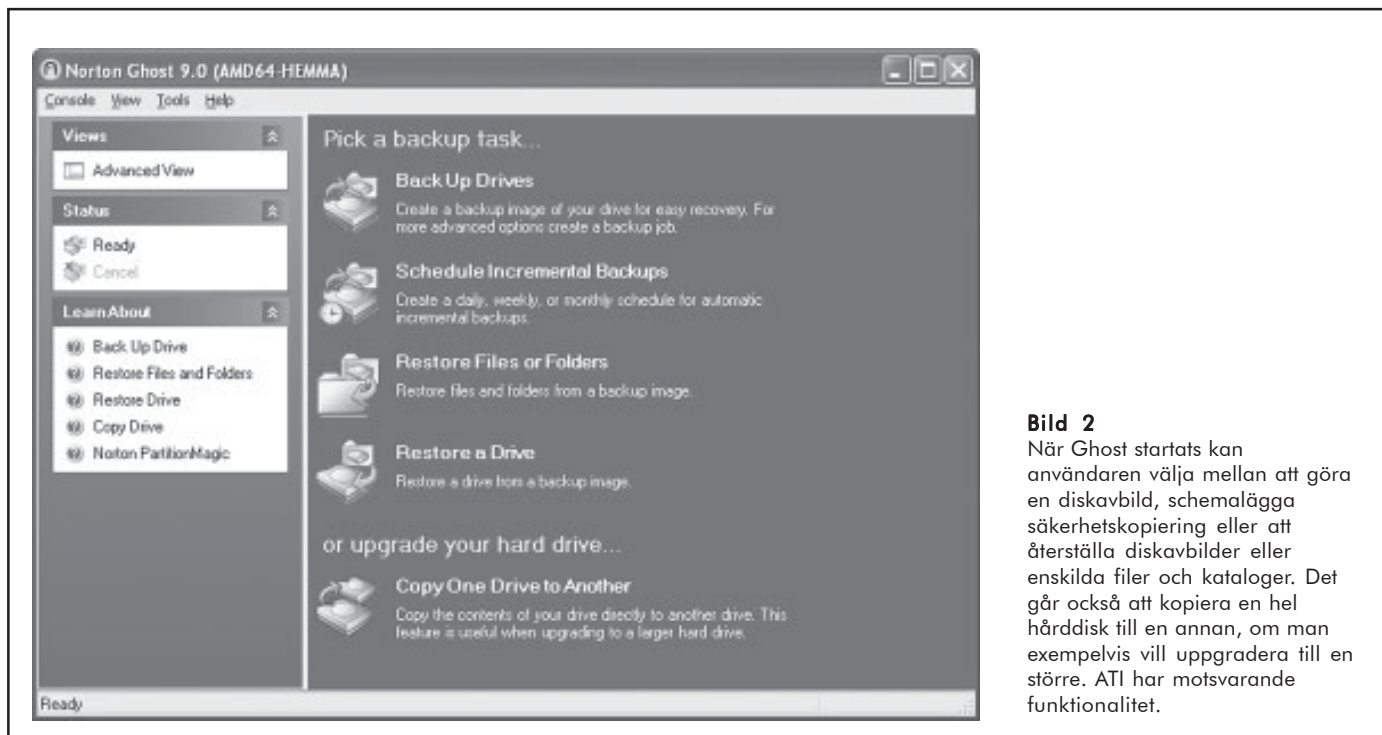 Norton Ghost 9.0 (AMD64-HEMMA)
Console View Tools Help
Views
Advanced View
Status
Ready
Cancel
Learn About
Back Up Drive
Restore Files and Folders
Restore Drive
Copy Drive
Norton PartitionMagic
Pick a backup task...
Back Up Drives
Create a backup image of your drive for easy recovery. For
more advanced options create a backup job.
Schedule Incremental Backups
Create a daily, weekly, or monthly schedule for automatic
incremental backups.
Restore Files or Folders
Restore files and folders from a backup image.
Restore a Drive
Restore a drive from a backup image.
or upgrade your hard drive...
Copy One Drive to Another
Copy the contents of your drive directly to another drive. This
feature is useful when upgrading to a larger hard drive.
Ready
Bild 2
När Ghost startats kan
användaren välja mellan att göra
en diskavbild, schemalägga
säkerhetskopiering eller att
återställa diskavbilder eller
enskilda filer och kataloger. Det
går också att kopiera en hel
hårddisk till en annan, om man
exempelvis vill uppgradera till en
större. ATI har motsvarande
funktionalitet.